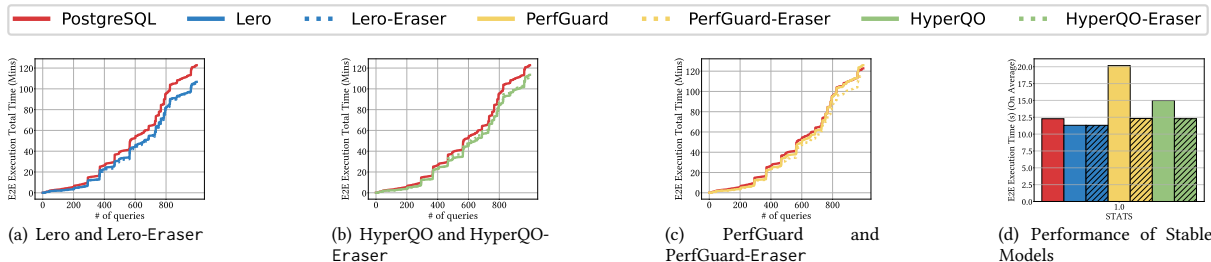 PostgreSQL Lero Lero-Eraser PerfGuard PerfGuard-Eraser HyperQO HyperQO-Eraser
E2E Execution Total Time (Mins)
120
100
80
60
40
20
0
0 200 400 600 800
# of queries
(a) Lero and Lero-Eraser
E2E Execution Total Time (Mins)
120
100
80
60
40
20
0
0 200 400 600 800
# of queries
(b) HyperQO and HyperQO-
Eraser
E2E Execution Total Time (Mins)
120
100
80
60
40
20
0
0 200 400 600 800
# of queries
(c) PerfGuard and
PerfGuard-Eraser
E2E Execution Time (s) (On Average)
20.0
17.5
15.0
12.5
10.0
7.5
5.0
2.5
0.0
1.0
STATS
(d) Performance of Stable
Models